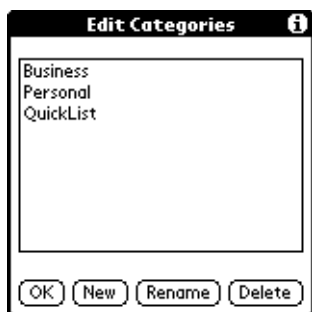 Edit Categories
Business
Personal
QuickList
OK New Rename Delete